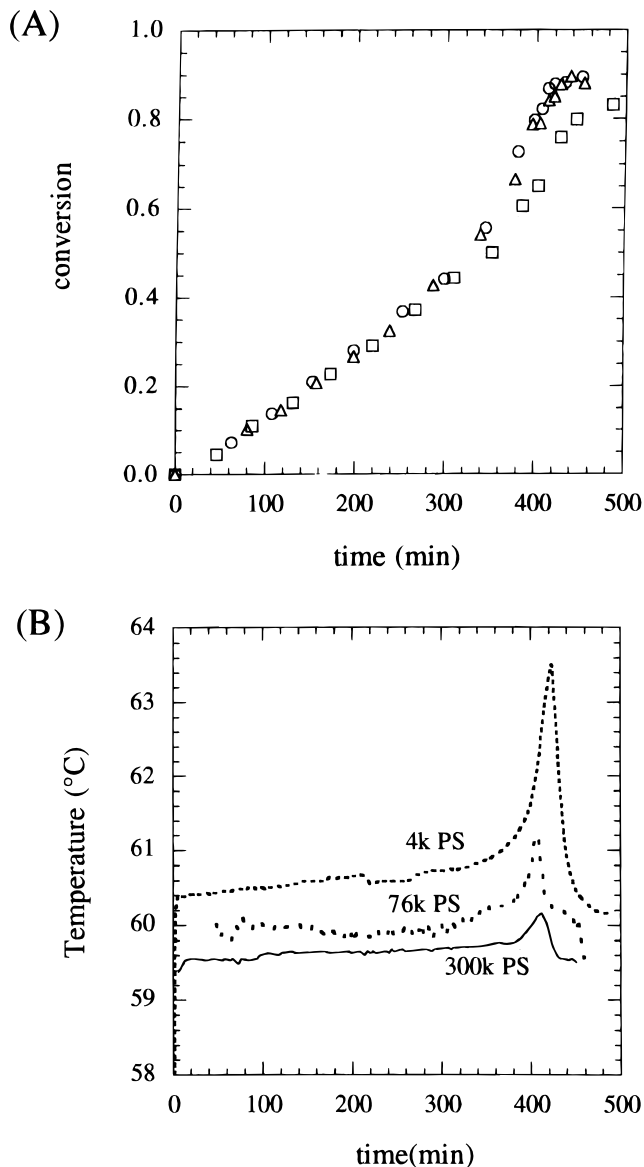 (A)
1.0
0.8
0.6
0.4
0.2
0.0
conversion
0 100 200 300 400 500
time (min)
(B)
64
63
62
61
60
59
58
Temperature (°C)
4k PS
76k PS
300k PS
0 100 200 300 400 500
time(min)